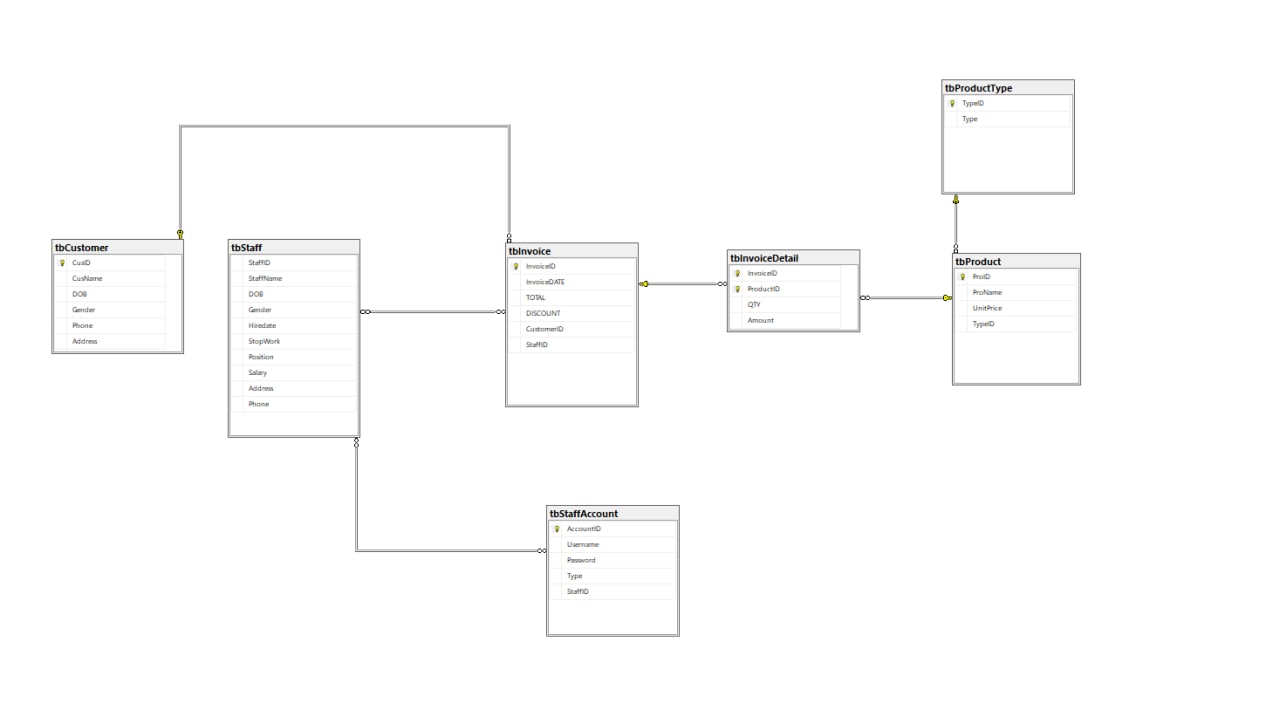 tbProductType
TypeID
Type
tbCustomer
CusID
CusName
DOB
Gender
Phone
Address
tbStaff
StaffID
StaffName
DOB
Gender
Hiredate
StopWork
Position
Salary
Address
Phone
tbInvoice
InvoiceID
InvoiceDATE
TOTAL
DISCOUNT
CustomerID
StaffID
tbInvoiceDetail
InvoiceID
ProductID
QTY
Amount
tbProduct
ProID
ProName
UnitPrice
TypeID
tbStaffAccount
AccountID
Username
Password
Type
StaffID